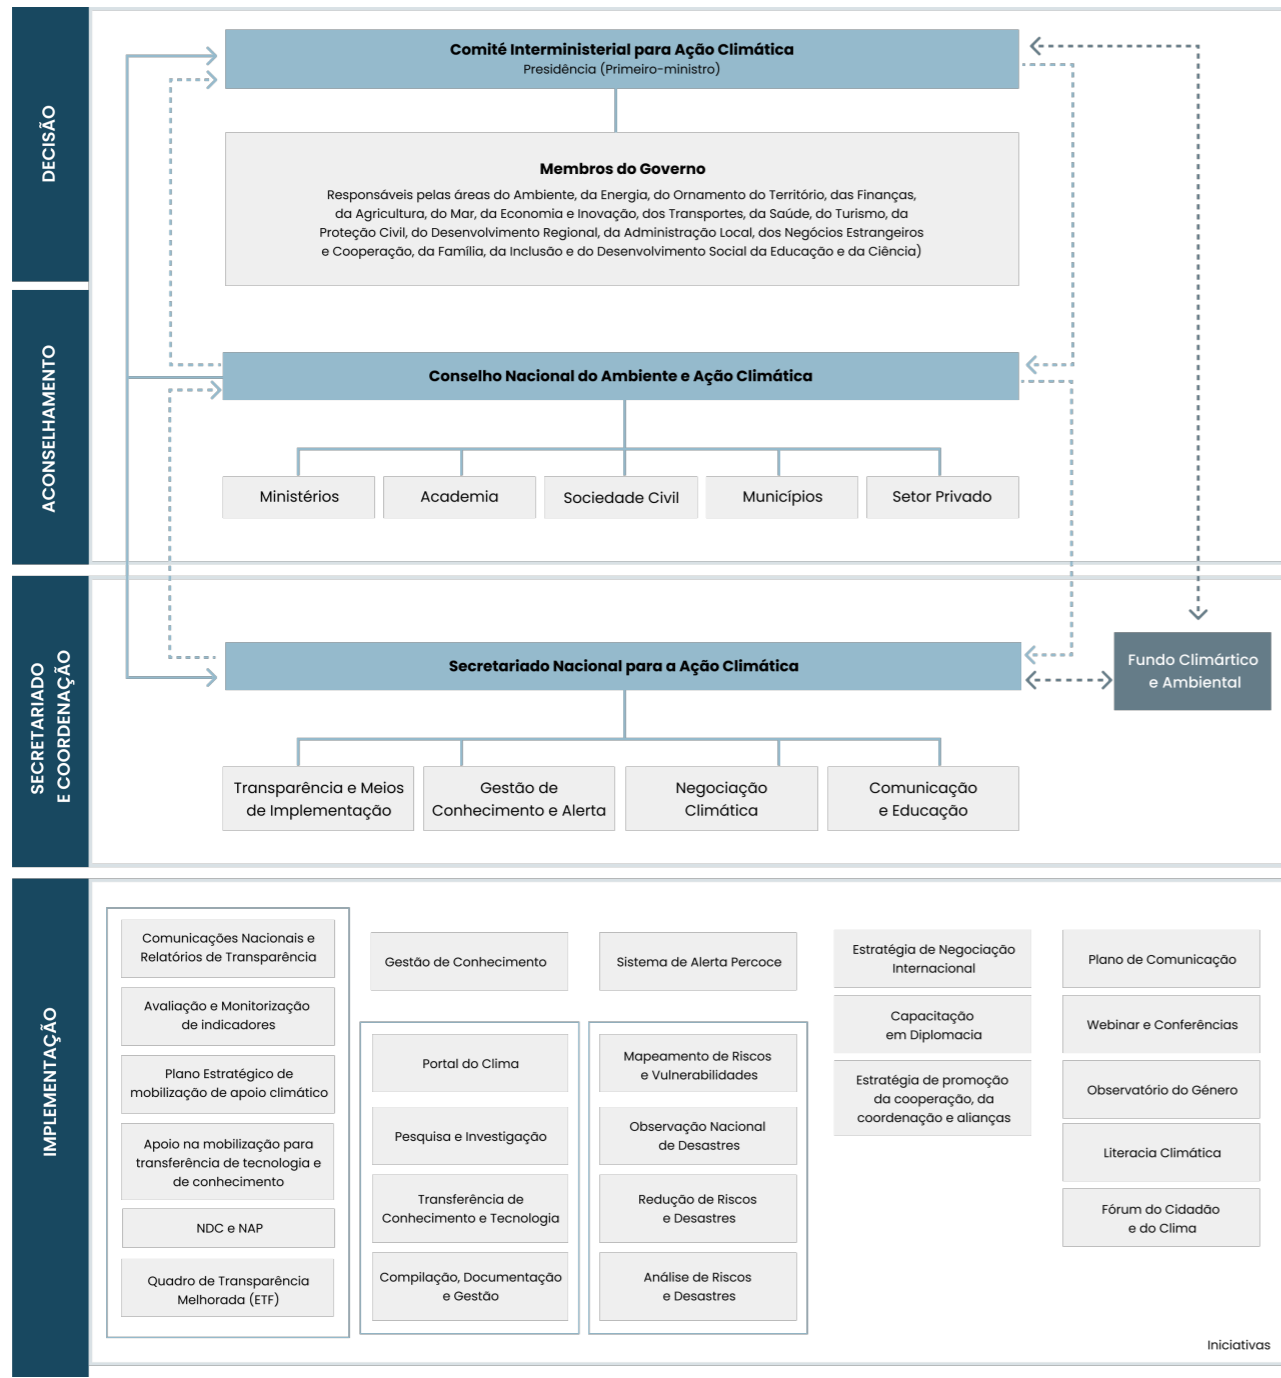 DECISÃO
Comité Interministerial para Ação Climática
Presidência (Primeiro-ministro)
Membros do Governo
Responsáveis pelas áreas do Ambiente, da Energia, do Ornamento do Território, das Finanças,
da Agricultura, do Mar, da Economia e Inovação, dos Transportes, da Saúde, do Turismo, da
Proteção Civil, do Desenvolvimento Regional, da Administração Local, dos Negócios Estrangeiros
e Cooperação, da Família, da Inclusão e do Desenvolvimento Social da Educação e da Ciência)
ACONSELHAMENTO
Conselho Nacional do Ambiente e Ação Climática
Ministérios
Academia
Sociedade Civil
Municípios
Setor Privado
SECRETARIADO
E COORDENAÇÃO
Secretariado Nacional para a Ação Climática
Fundo Climártico
e Ambiental
Transparência e Meios
de Implementação
Gestão de
Conhecimento e Alerta
Negociação
Climática
Comunicação
e Educação
IMPLEMENTAÇÃO
Comunicações Nacionais e
Relatórios de Transparência
Avaliação e Monitorização
de indicadores
Plano Estratégico de
mobilização de apoio climático
Apoio na mobilização para
transferência de tecnologia e
de conhecimento
NDC e NAP
Quadro de Transparência
Melhorada (ETF)
Gestão de Conhecimento
Portal do Clima
Pesquisa e Investigação
Transferência de
Conhecimento e Tecnologia
Compilação, Documentação
e Gestão
Sistema de Alerta Percoce
Mapeamento de Riscos
e Vulnerabilidades
Observação Nacional
de Desastres
Redução de Riscos
e Desastres
Análise de Riscos
e Desastres
Estratégia de Negociação
Internacional
Capacitação
em Diplomacia
Estratégia de promoção
da cooperação, da
coordenação e alianças
Plano de Comunicação
Webinar e Conferências
Observatório do Género
Literacia Climática
Fórum do Cidadão
e do Clima
Iniciativas